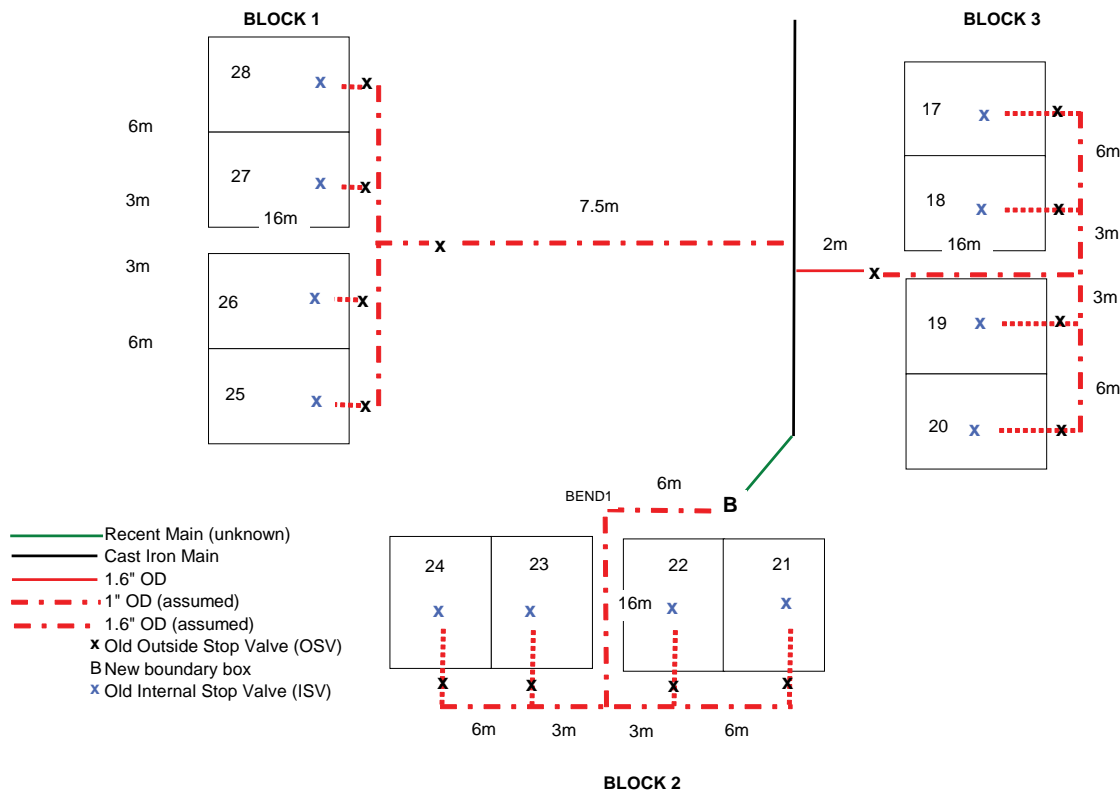 BLOCK 1
BLOCK 3
28
x
x
6m
27
x
x
3m
16m
7.5m
x
3m
26
x
x
6m
25
x
x
17
x
x
6m
18
x
x
16m
3m
2m
x
3m
19
x
x
6m
20
x
x
6m
BEND1
B
24
23
22
21
x
x
16m
x
x
x
x
x
x
6m
3m
3m
6m
BLOCK 2
Recent Main (unknown)
Cast Iron Main
1.6" OD
1" OD (assumed)
1.6" OD (assumed)
x Old Outside Stop Valve (OSV)
B New boundary box
x Old Internal Stop Valve (ISV)